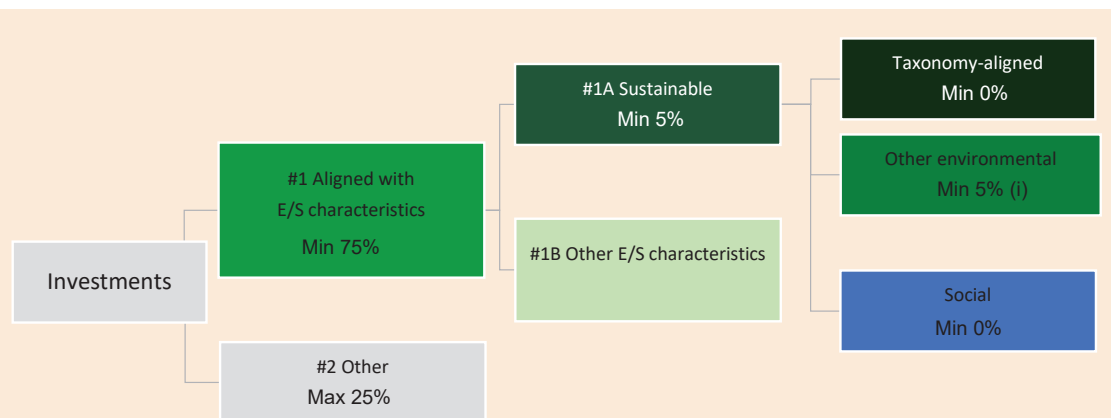 Investments
#1 Aligned with
E/S characteristics
Min 75%
#2 Other
Max 25%
#1A Sustainable
Min 5%
#1B Other E/S characteristics
Taxonomy-aligned
Min 0%
Other environmental
Min 5% (i)
Social
Min 0%